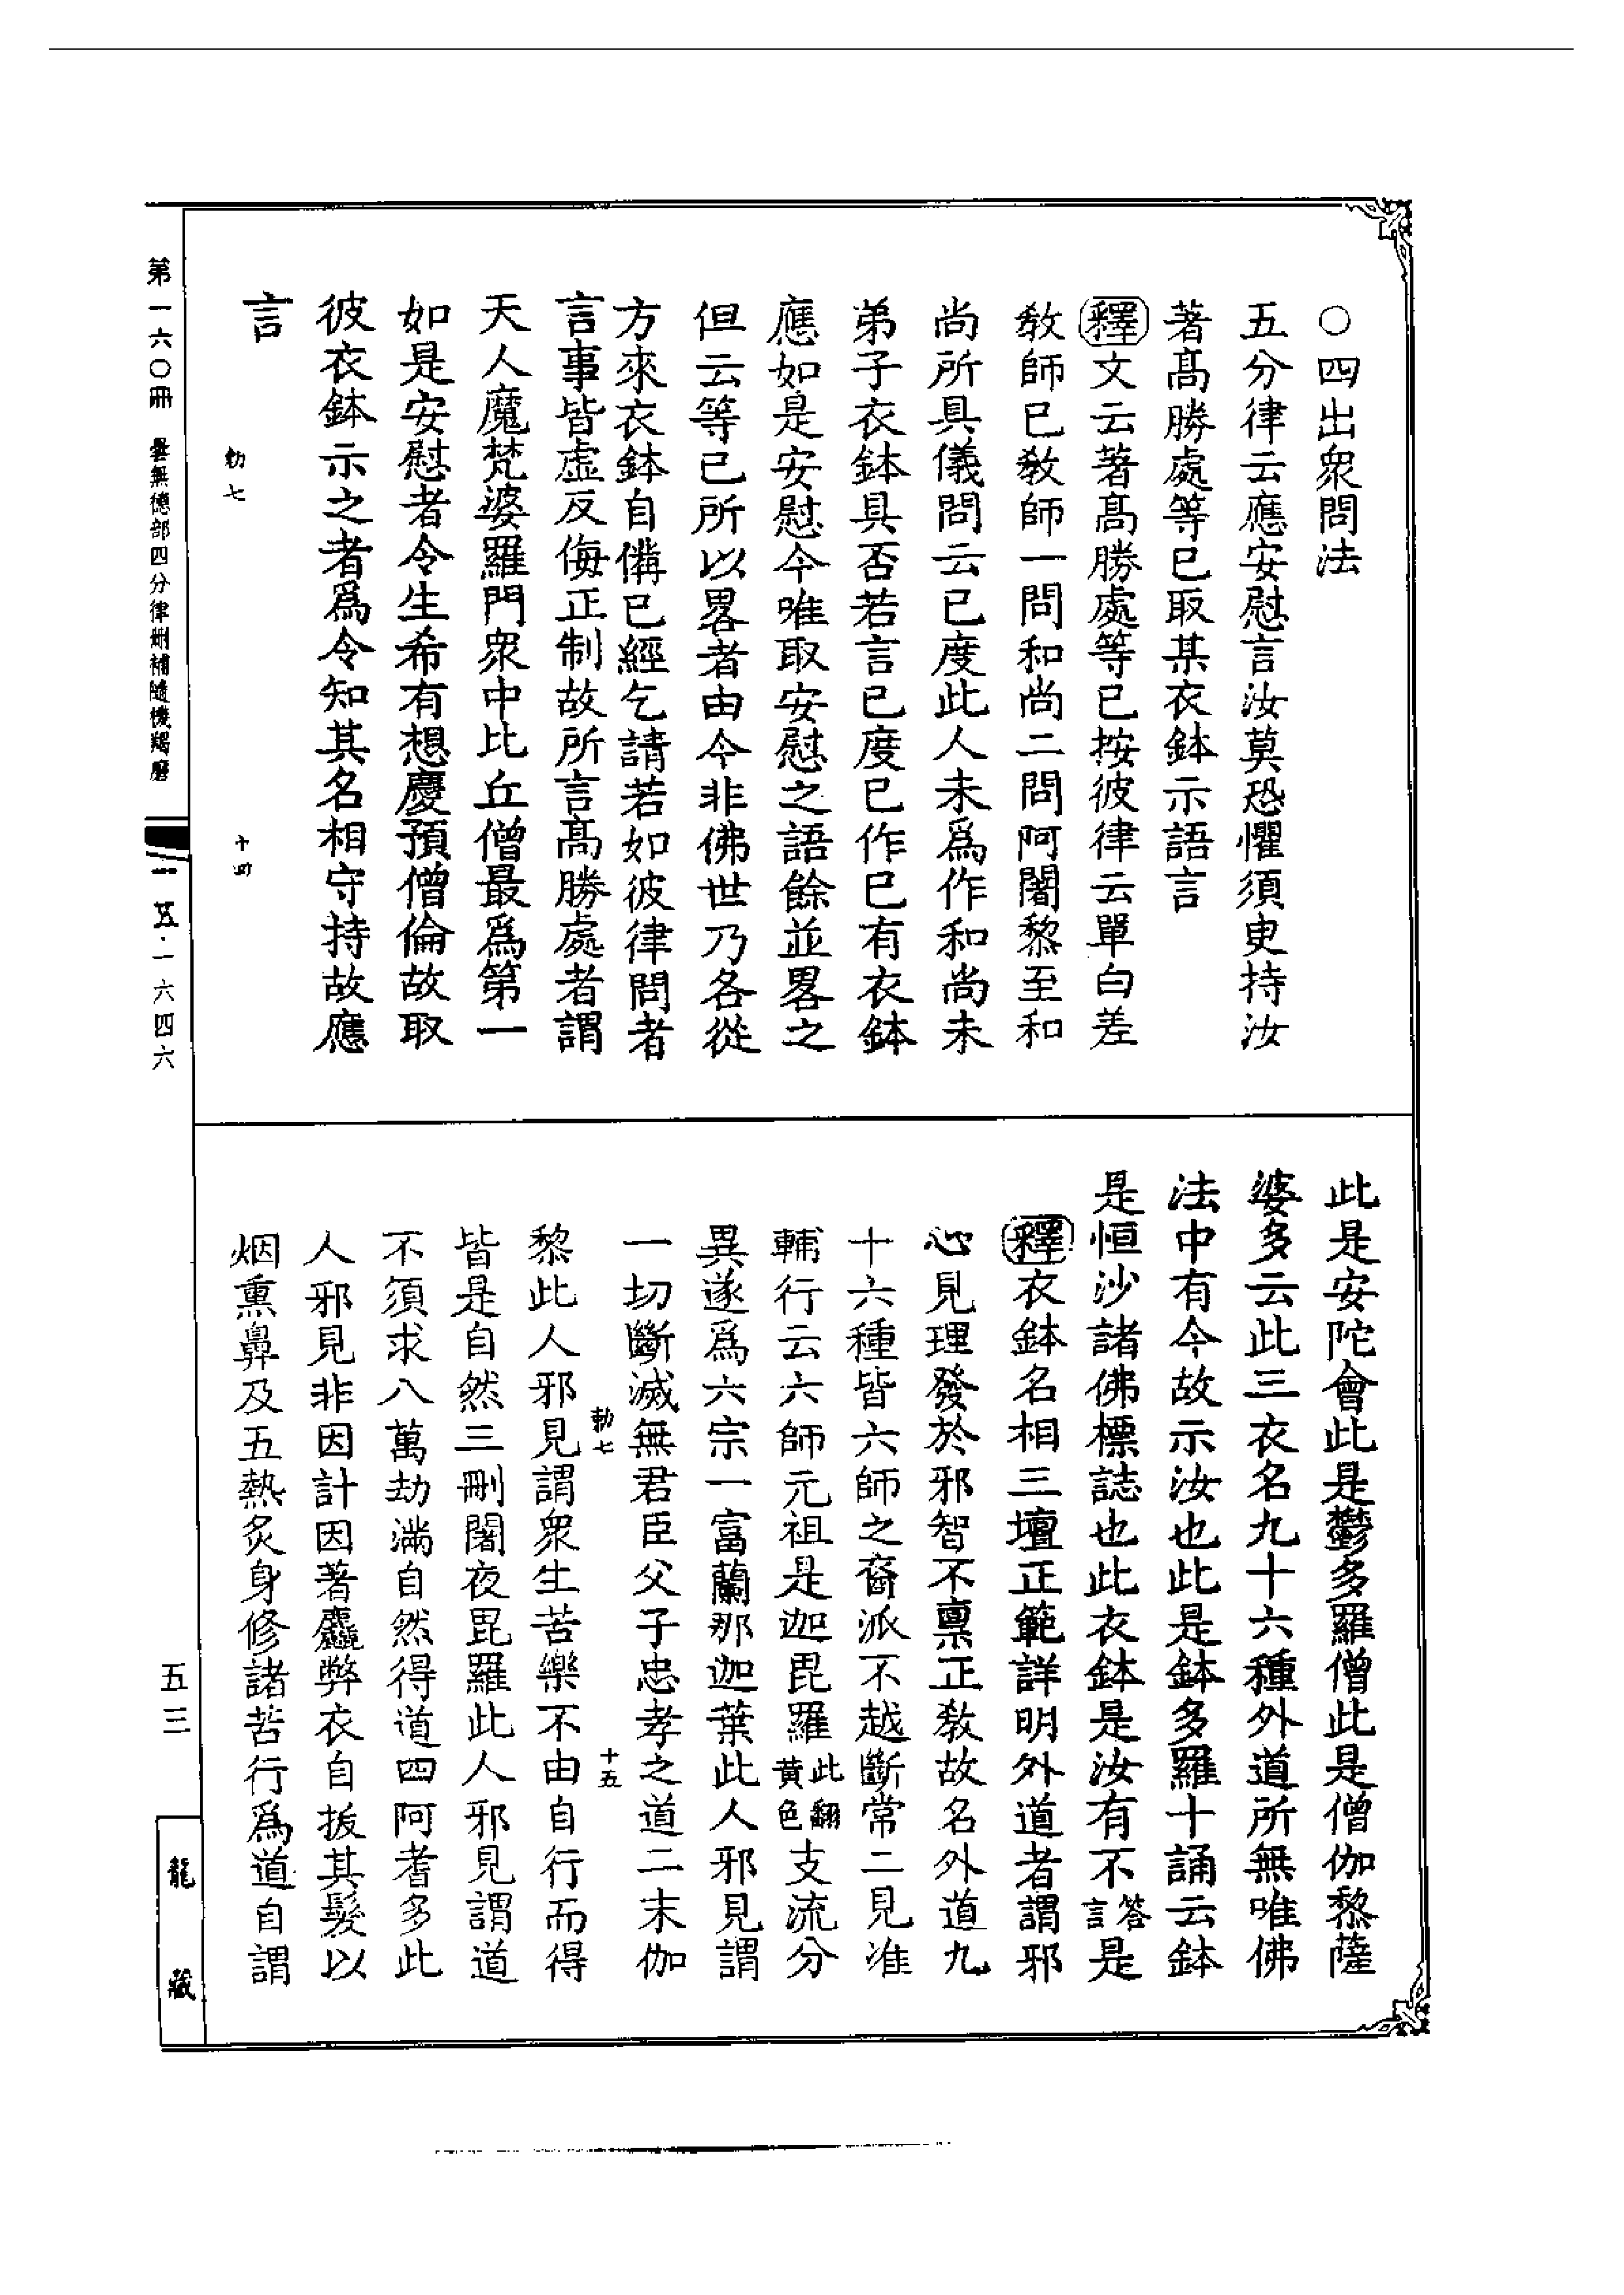 ○四出衆問法
五分律云應安慰言汝莫恐懼須臾持汝
著髙勝處等已取某衣鉢示語言
釋文云著髙勝處等已按彼律云單白差
教師已教師一問和尚二問阿闍黎至和
尚所具儀問云已度此人未爲作和尚未
弟子衣鉢具否若言已度已作已有衣鉢
應如是安慰今唯取安慰之語餘並畧之
但云等已所以畧者由今非佛世乃各從
方來衣鉢自備已經乞請若如彼律問者
言事皆虚反侮正制故所言髙勝處者謂
天人魔梵婆羅門衆中比丘僧最爲第一
如是安慰者令生希有想慶預僧倫故取
彼衣鉢示之者爲令知其名相守持故應
言
勅七
十四
此是安陀會此是鬱多羅僧此是僧伽黎薩
婆多云此三衣名九十六種外道所無唯佛
法中有今故示汝也此是鉢多羅十誦云鉢
是恒沙諸佛標誌也此衣鉢是汝有不答言是
釋衣鉢名相三壇正範詳明外道者謂邪
心見理發於邪智不禀正教故名外道九
十六種皆六師之裔派不越斷常二見准
輔行云六師元祖是迦毘羅此翻黃色支流分
異遂爲六宗一富蘭那迦葉此人邪見謂
一切斷滅無君臣父子忠孝之道二末伽
勅七
十五
黎此人邪見謂衆生苦樂不由自行而得
皆是自然三刪闍夜毘羅此人邪見謂道
不須求八萬劫滿自然得道四阿耆多此
人邪見非因計因著麤弊衣自拔其髮以
烟熏鼻及五熱炙身修諸苦行爲道自謂
第一六〇冊　曇無德部四分律刪補隨機羯磨
五·一六四六
五三
龍藏